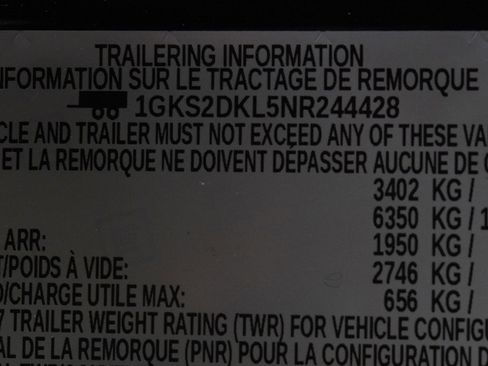 TRAILERING INFORMATION
INFORMATION SUR LE TRACTAGE DE REMORQUE
1GKS2DKL5NR244428
CLE AND TRAILER MUST NOT EXCEED ANY OF THESE VA
ET LA REMORQUE NE DOIVENT DÉPASSER AUCUNE DE
3402 KG /
6350 KG / 1
ARR: 1950 KG /
T/POIDS À VIDE: 2746 KG /
D/CHARGE UTILE MAX: 656 KG /
7 TRAILER WEIGHT RATING (TWR) FOR VEHICLE CONFIGU
AL DE LA REMORQUE (PNR) POUR LA CONFIGURATION D